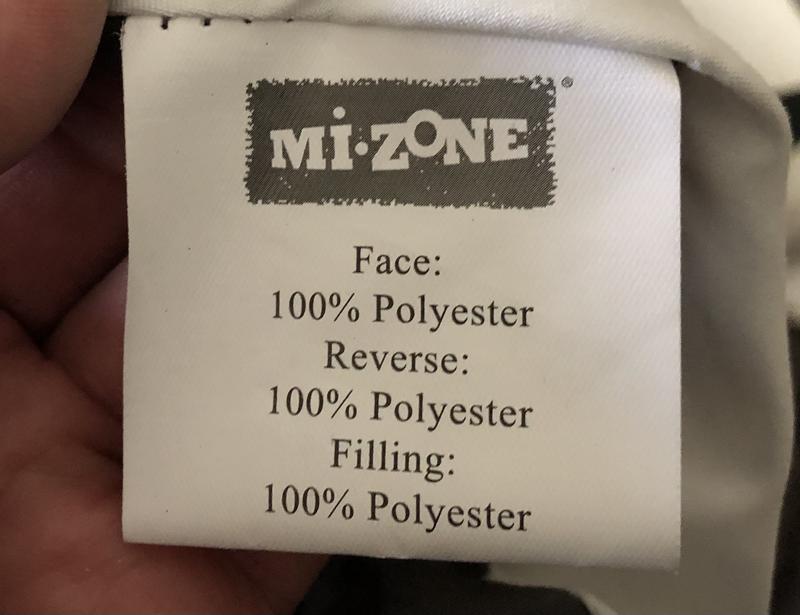 Mi·ZONE®
Face:
100% Polyester
Reverse:
100% Polyester
Filling:
100% Polyester